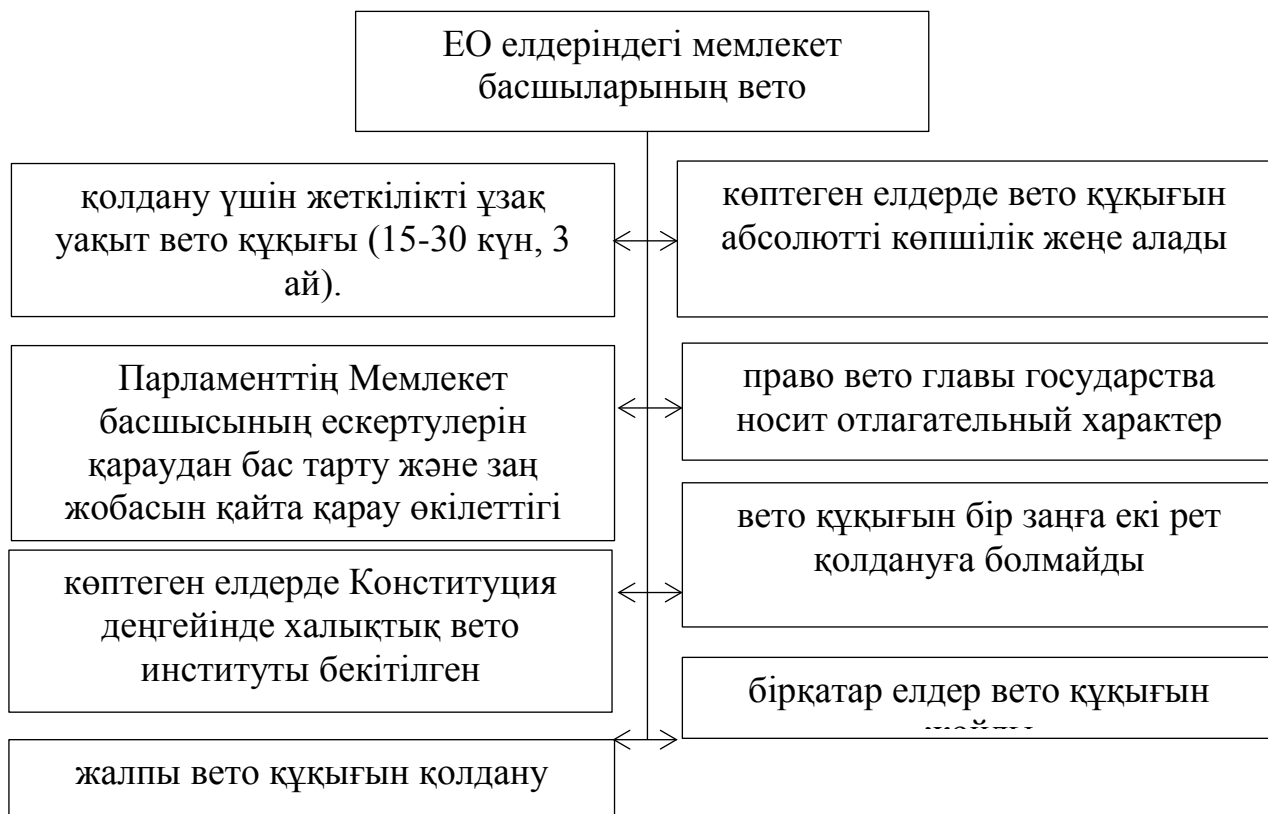 ЕО елдеріндегі мемлекет
басшыларының вето
қолдану үшін жеткілікті ұзақ
уақыт вето құқығы (15-30 күн, 3
ай).
көптеген елдерде вето құқығын
абсолютті көпшілік жеңе алады
Парламенттің Мемлекет
басшысының ескертулерін
қараудан бас тарту және заң
жобасын қайта қарау өкілеттігі
право вето главы государства
носит отлагательный характер
вето құқығын бір заңға екі рет
қолдануға болмайды
көптеген елдерде Конституция
деңгейінде халықтық вето
институты бекітілген
бірқатар елдер вето құқығын
жалпы вето құқығын қолдану